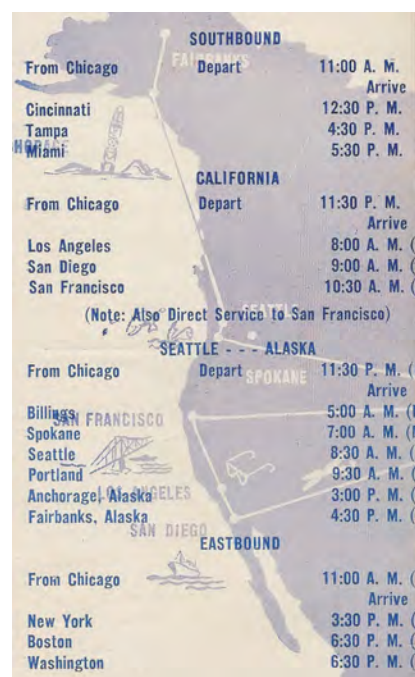 SOUTHBOUND
FAIRBANKS
From Chicago Depart 11:00 A. M.
Arrive
Cincinnati 12:30 P. M.
Tampa 4:30 P. M.
Miami 5:30 P. M.
CALIFORNIA
From Chicago Depart 11:30 P. M.
Arrive
Los Angeles 8:00 A. M. (
San Diego 9:00 A. M. (
San Francisco 10:30 A. M. (
SEATTLE
(Note: Also Direct Service to San Francisco)
SEATTLE - - - ALASKA
From Chicago Depart 11:30 P. M. (
SPOKANE
Arrive
Billings 5:00 A. M. (
SAN FRANCISCO
Spokane 7:00 A. M. (
Seattle 8:30 A. M. (
Portland 9:30 A. M. (
Anchorage, Alaska 3:00 P. M. (
LOS ANGELES
Fairbanks, Alaska 4:30 P. M. (
SAN DIEGO
EASTBOUND
From Chicago 11:00 A. M. (
Arrive
New York 3:30 P. M. (
Boston 6:30 P. M. (
Washington 6:30 P. M. (